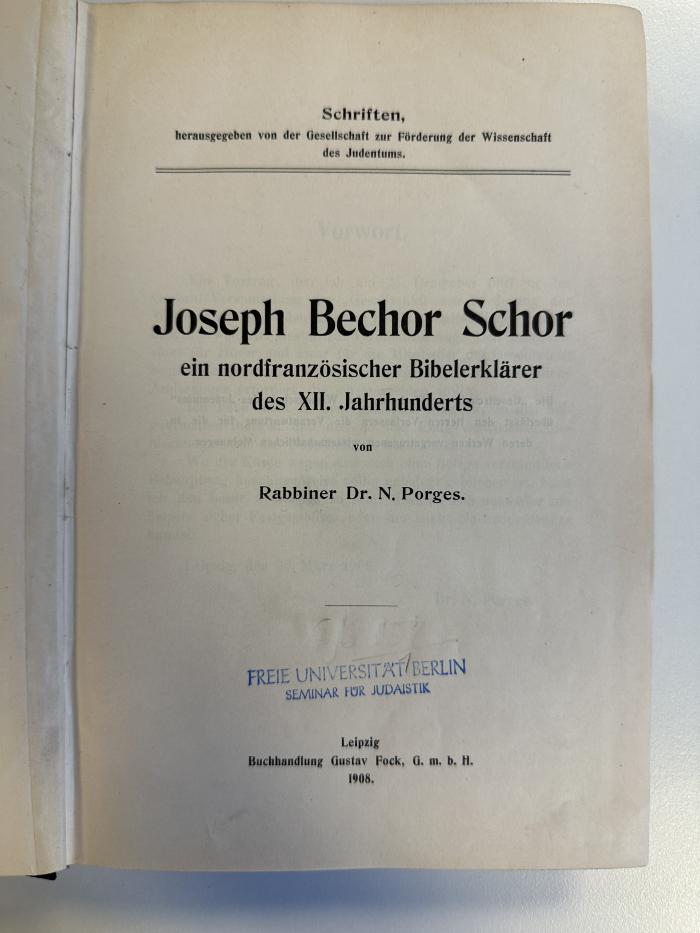 Schriften,
herausgegeben von der Gesellschaft zur Förderung der Wissenschaft
des Judentums.
Joseph Bechor Schor
ein nordfranzösischer Bibelerklärer
des XII. Jahrhunderts
von
Rabbiner Dr. N. Porges.
FREIE UNIVERSITÄT BERLIN
SEMINAR FÜR JUDAISTIK
Leipzig
Buchhandlung Gustav Fock, G. m. b. H.
1908.